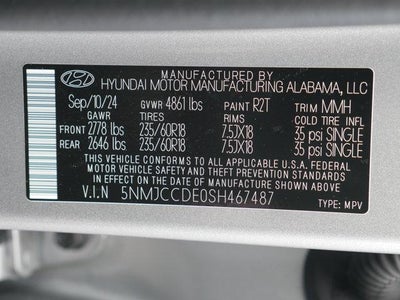 MANUFACTURED BY
HYUNDAI MOTOR MANUFACTURING ALABAMA, LLC
Sep/10/24 GVWR 4861 lbs PAINT R2T TRIM MMH
GAWR TIRES RIMS COLD TIRE INFL
FRONT 2778 lbs 235/60R18 7.5JX18 35 psi SINGLE
REAR 2646 lbs 235/60R18 7.5JX18 35 psi SINGLE
THIS VEHICLE CONFORMS TO ALL APPLICABLE U.S.A. FEDERAL
MOTOR VEHICLE SAFETY AND THEFT PREVENTION STANDARDS
IN EFFECT ON THE DATE OF MANUFACTURE SHOWN ABOVE.
V.I.N 5NMJCCDE0SH467487 TYPE: MPV